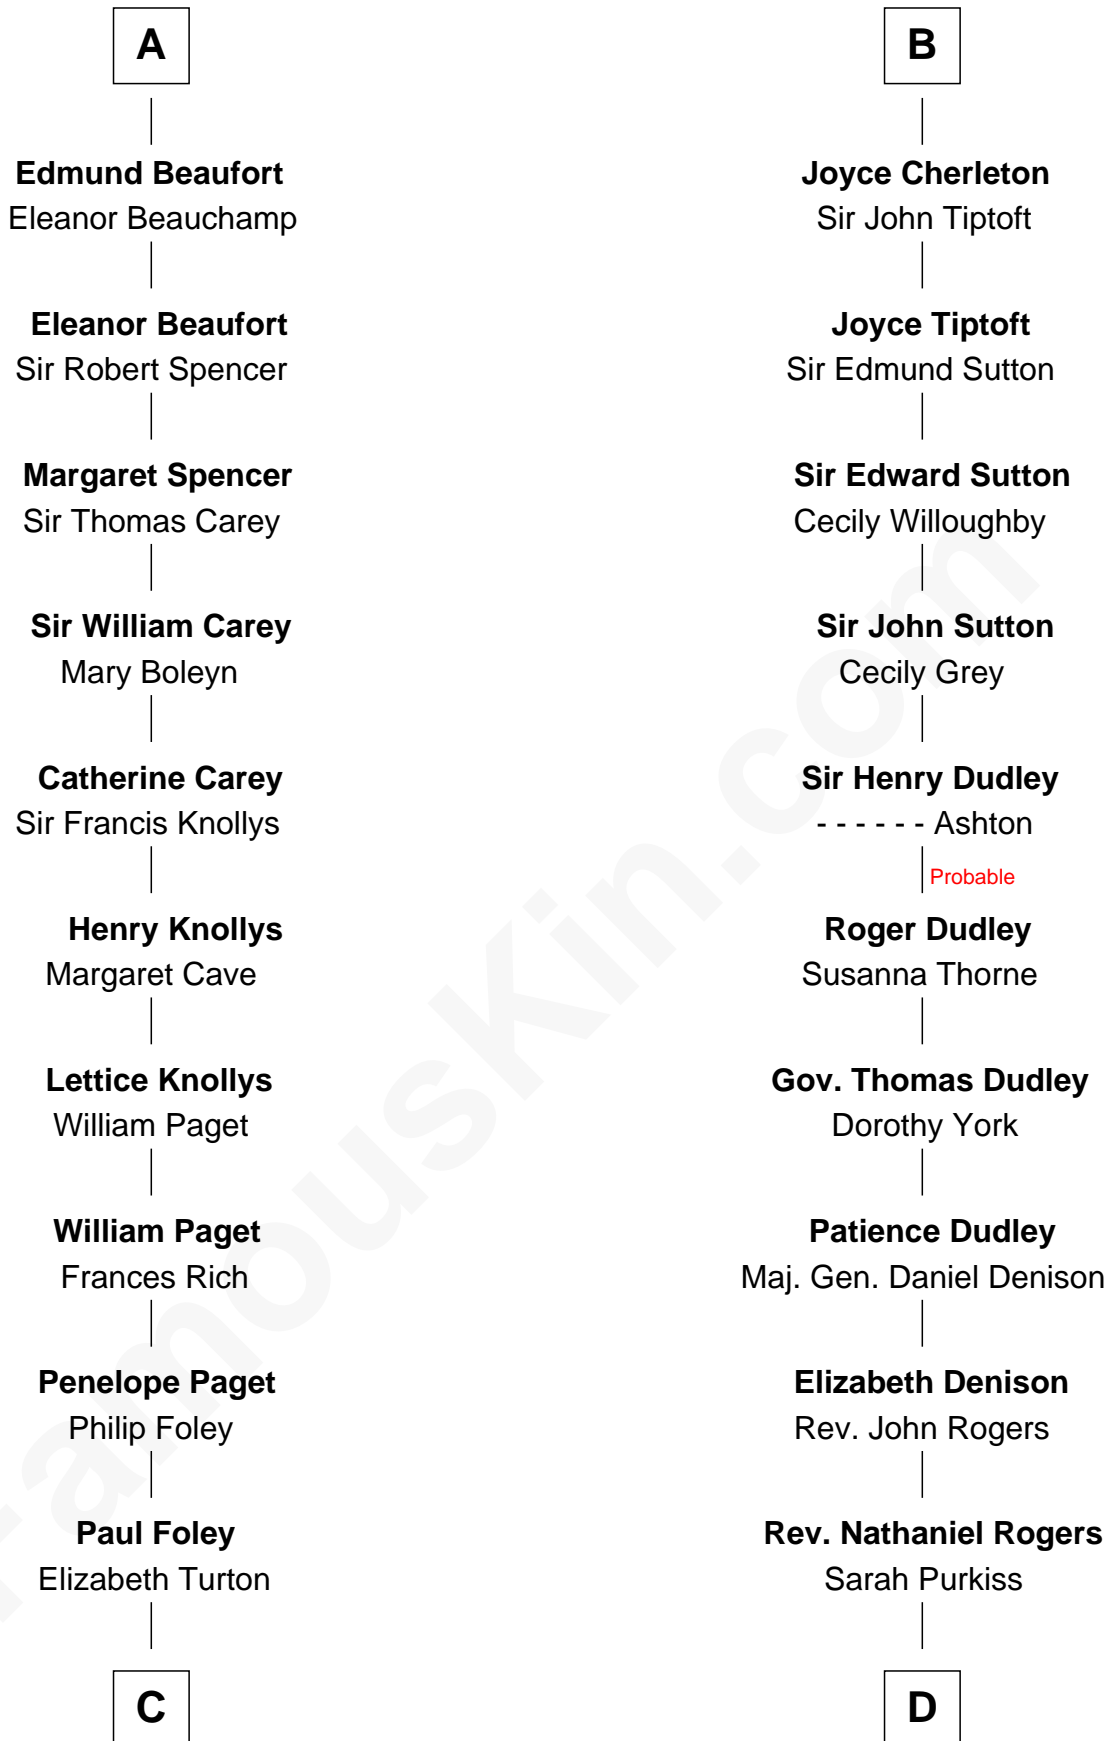 A
Edmund Beaufort
Eleanor Beauchamp
Eleanor Beaufort
Sir Robert Spencer
Margaret Spencer
Sir Thomas Carey
Sir William Carey
Mary Boleyn
Catherine Carey
Sir Francis Knollys
Henry Knollys
Margaret Cave
Lettice Knollys
William Paget
William Paget
Frances Rich
Penelope Paget
Philip Foley
Paul Foley
Elizabeth Turton
C
B
Joyce Cherleton
Sir John Tiptoft
Joyce Tiptoft
Sir Edmund Sutton
Sir Edward Sutton
Cecily Willoughby
Sir John Sutton
Cecily Grey
Sir Henry Dudley
- - - - - - Ashton
Probable
Roger Dudley
Susanna Thorne
Gov. Thomas Dudley
Dorothy York
Patience Dudley
Maj. Gen. Daniel Denison
Elizabeth Denison
Rev. John Rogers
Rev. Nathaniel Rogers
Sarah Purkiss
D
FamousKin.com